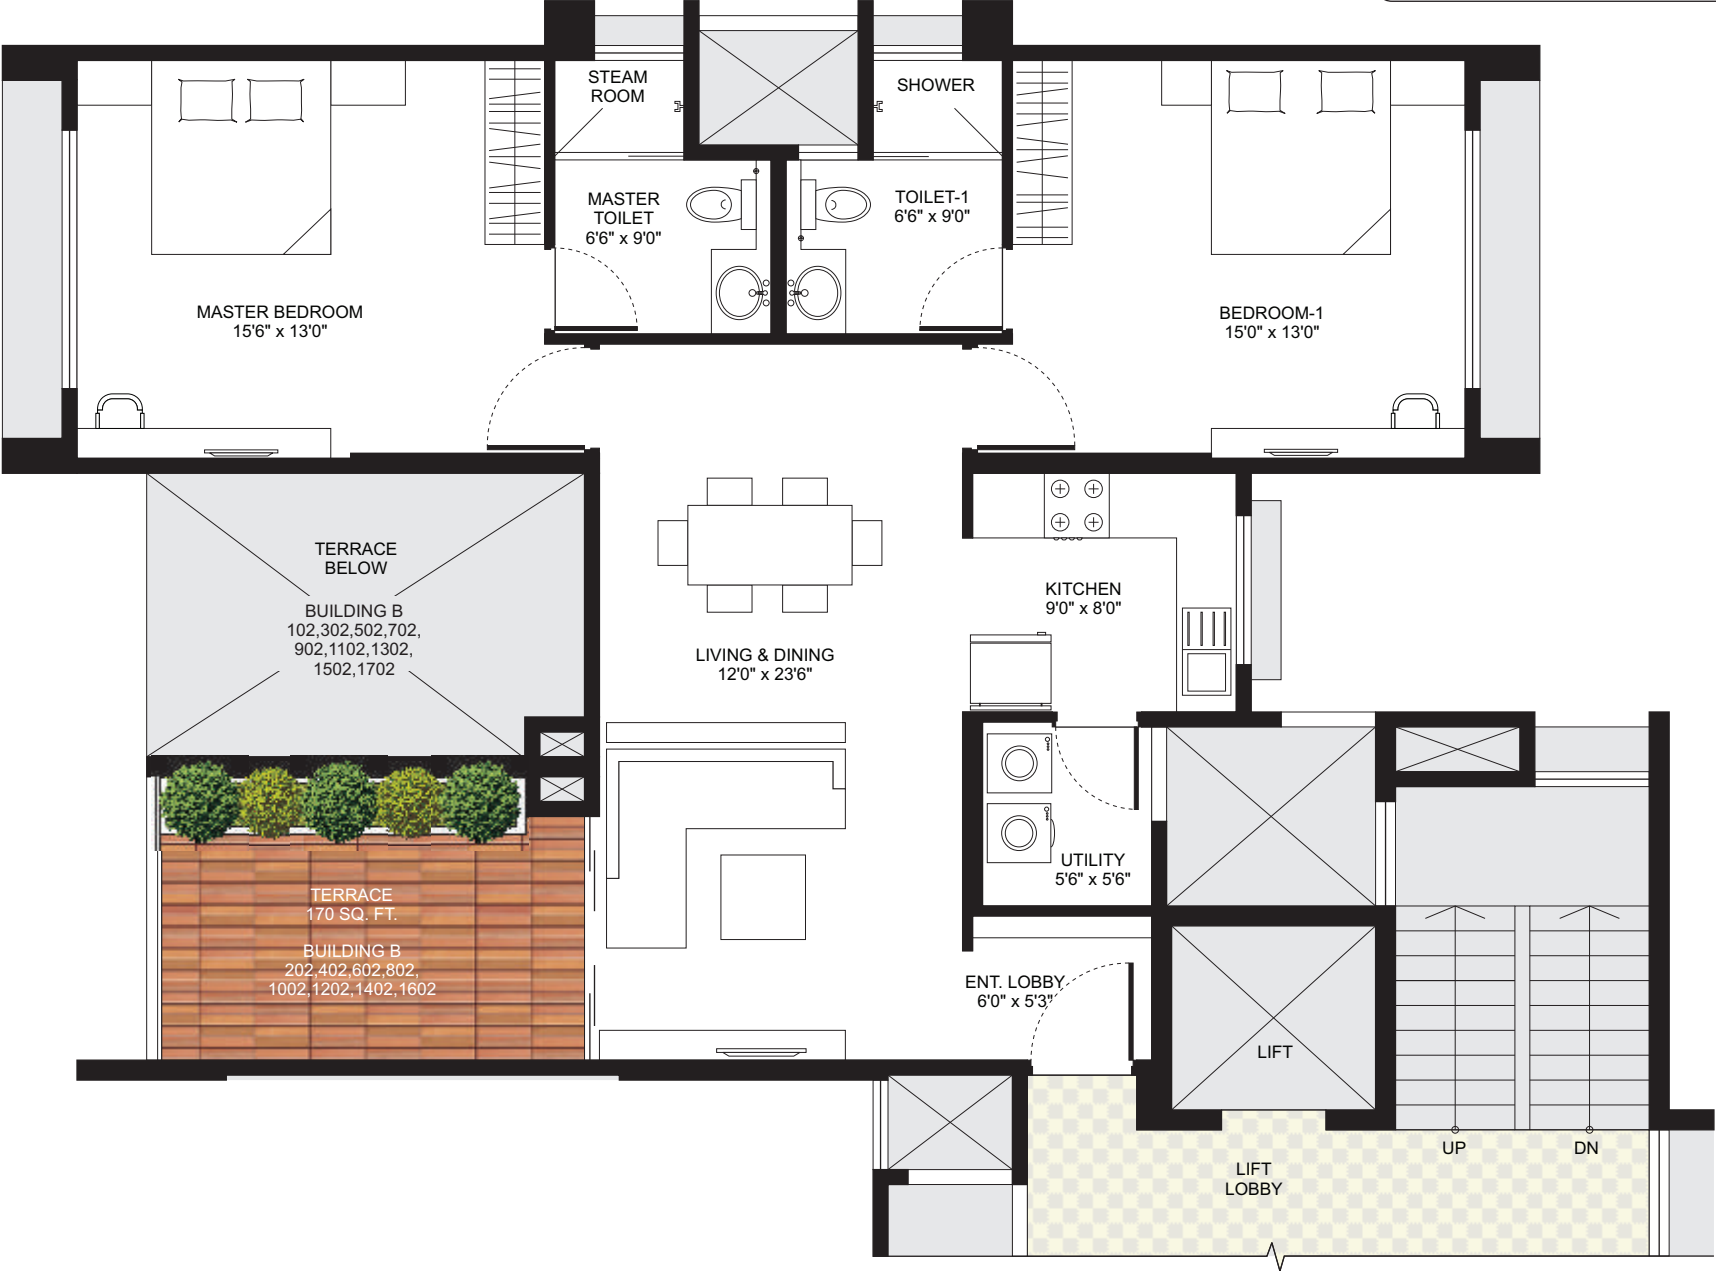 STEAM
ROOM
SHOWER
MASTER
TOILET
6'6" x 9'0"
TOILET-1
6'6" x 9'0"
MASTER BEDROOM
15'6" x 13'0"
BEDROOM-1
15'0" x 13'0"
TERRACE
BELOW
BUILDING B
102,302,502,702,
902,1102,1302,
1502,1702
KITCHEN
9'0" x 8'0"
LIVING & DINING
12'0" x 23'6"
UTILITY
5'6" x 5'6"
TERRACE
170 SQ. FT.
BUILDING B
202,402,602,802,
1002,1202,1402,1602
ENT. LOBBY
6'0" x 5'3"
LIFT
UP
DN
LIFT
LOBBY